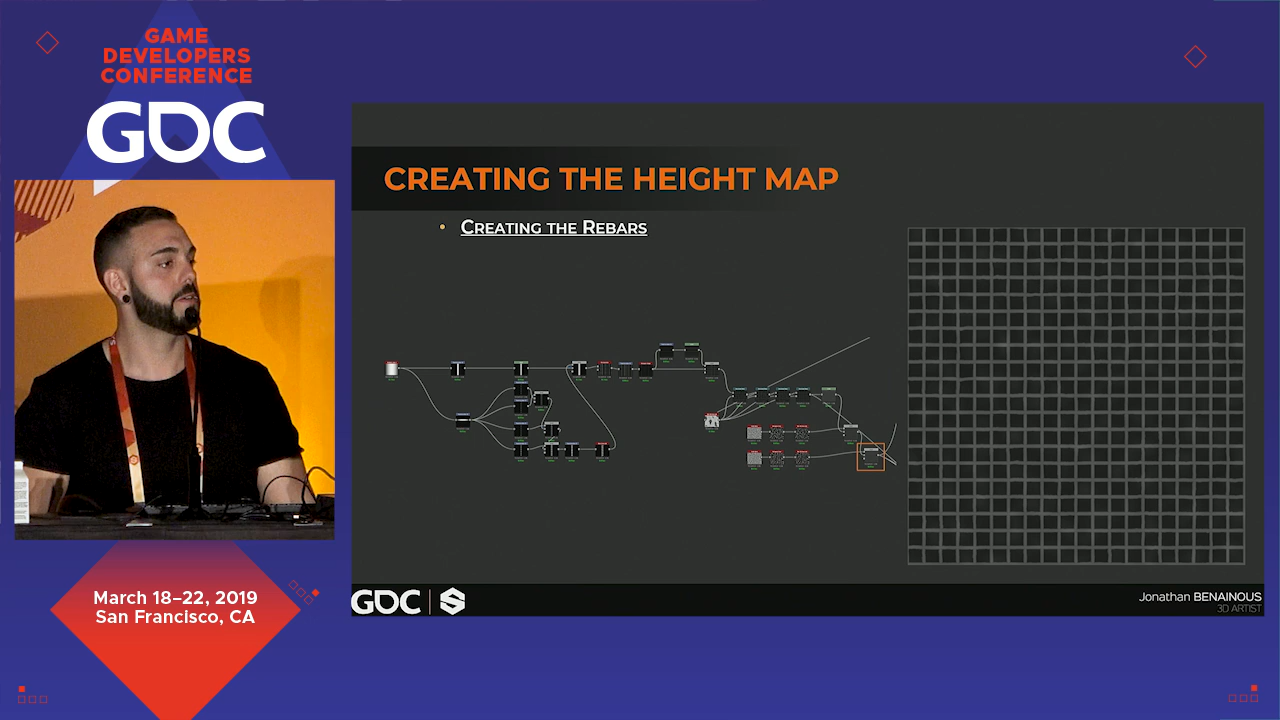 GAME
DEVELOPERS
CONFERENCE
GDC
CREATING THE HEIGHT MAP
• CREATING THE REBARS
March 18–22, 2019
San Francisco, CA
GDC
Jonathan BENAINOUS
3D ARTIST